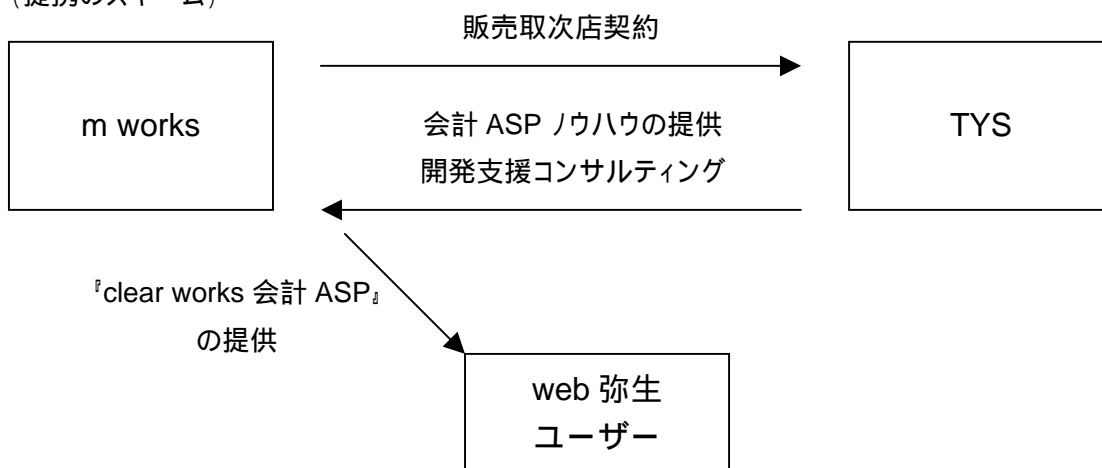 (提携のスキーム)
販売取次店契約
m works
会計 ASP ノウハウの提供
開発支援コンサルティング
TYS
『clear works 会計 ASP』
の提供
web 弥生
ユーザー